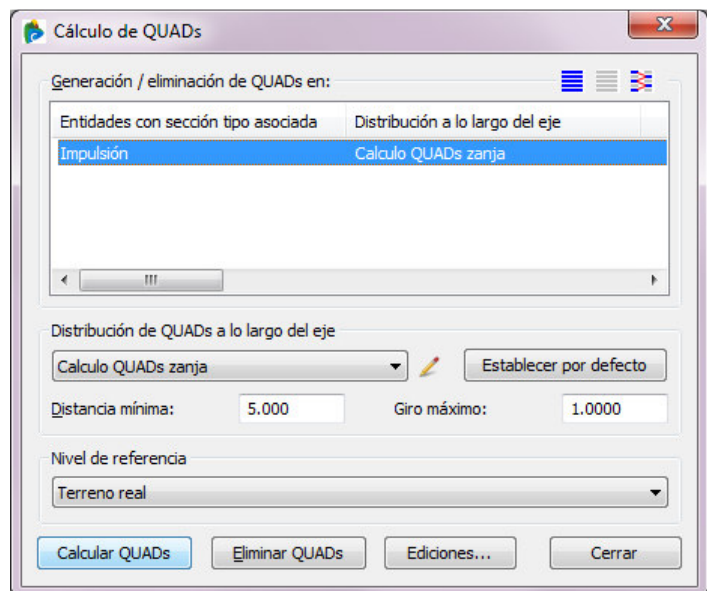 Cálculo de QUADs
Generación / eliminación de QUADs en:
Entidades con sección tipo asociada Distribución a lo largo del eje
Impulsión Calculo QUADs zanja
Distribución de QUADs a lo largo del eje
Calculo QUADs zanja Establecer por defecto
Distancia mínima: 5.000 Giro máximo: 1.0000
Nivel de referencia
Terreno real
Calcular QUADs Eliminar QUADs Ediciones... Cerrar